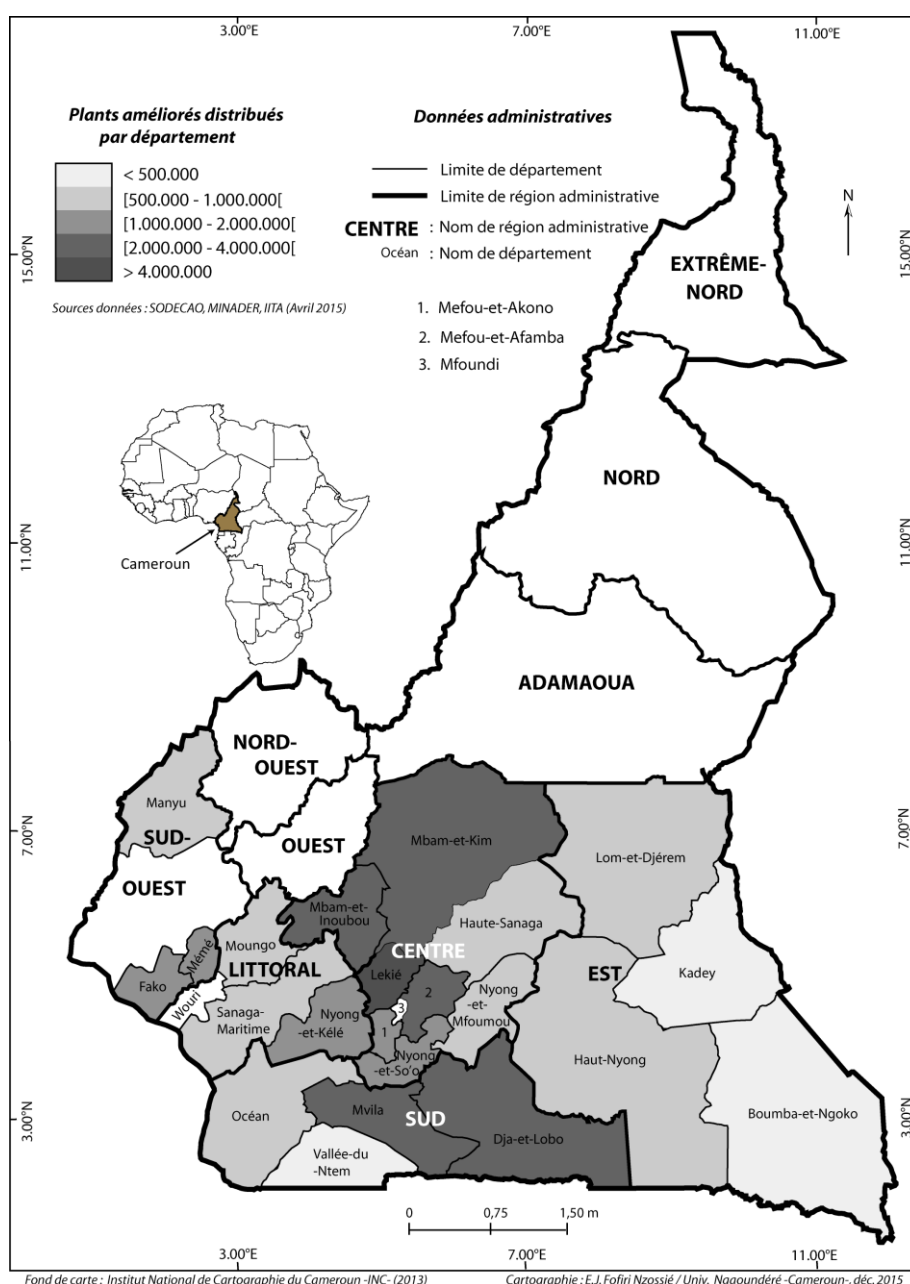 3.00°E 7.00°E 11.00°E
Plants améliorés distribués
par département
< 500.000
[500.000 - 1.000.000[
[1.000.000 - 2.000.000[
[2.000.000 - 4.000.000[
> 4.000.000
Sources données : SODECAO, MINADER, IITA (Avril 2015)
Données administratives
Limite de département
Limite de région administrative
CENTRE : Nom de région administrative
Océan : Nom de département
1. Mefou-et-Akono
2. Mefou-et-Afamba
3. Mfoundi
N
15.00°N
15.00°N
EXTRÊME-
NORD
NORD
Cameroun
11.00°N
11.00°N
ADAMAOUA
NORD-
OUEST
Manyu
SUD-
OUEST
OUEST
7.00°N
7.00°N
Mbam-et-Kim
Lom-et-Djérem
Mbam-et-
Inoubou
Haute-Sanaga
Moungo
CENTRE
Mémé
LITTORAL
Lekié
EST
Kadey
Fako
Wouri
2
Nyong
-et-
Mfoumou
3
Sanaga-
Maritime
Nyong
-et-Kélé
1
Nyong
-et-So'o
Haut-Nyong
Océan
Mvila
SUD
Dja-et-Lobo
Boumba-et-Ngoko
3.00°N
3.00°N
Vallée-du
-Ntem
0 0,75 1,50 m
3.00°E 7.00°E 11.00°E
Fond de carte : Institut National de Cartographie du Cameroun -INC- (2013)
Cartographie : E.J. Fofiri Nzossié / Univ. Ngaoundéré -Cameroun-, déc. 2015